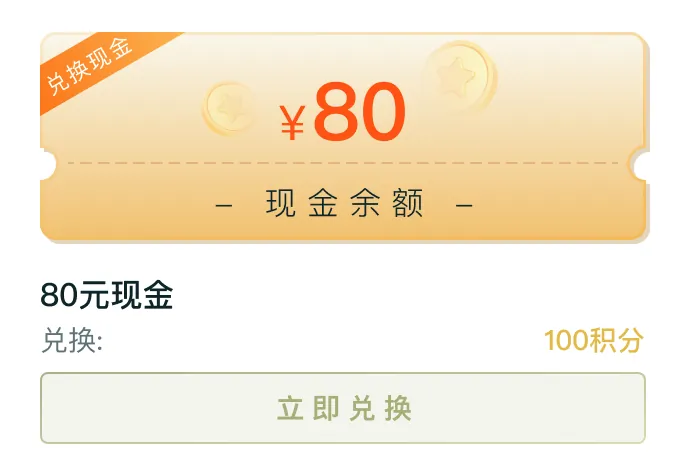 兑换现金
¥80
– 现金余额 –
80元现金
兑换: 100积分
立即兑换